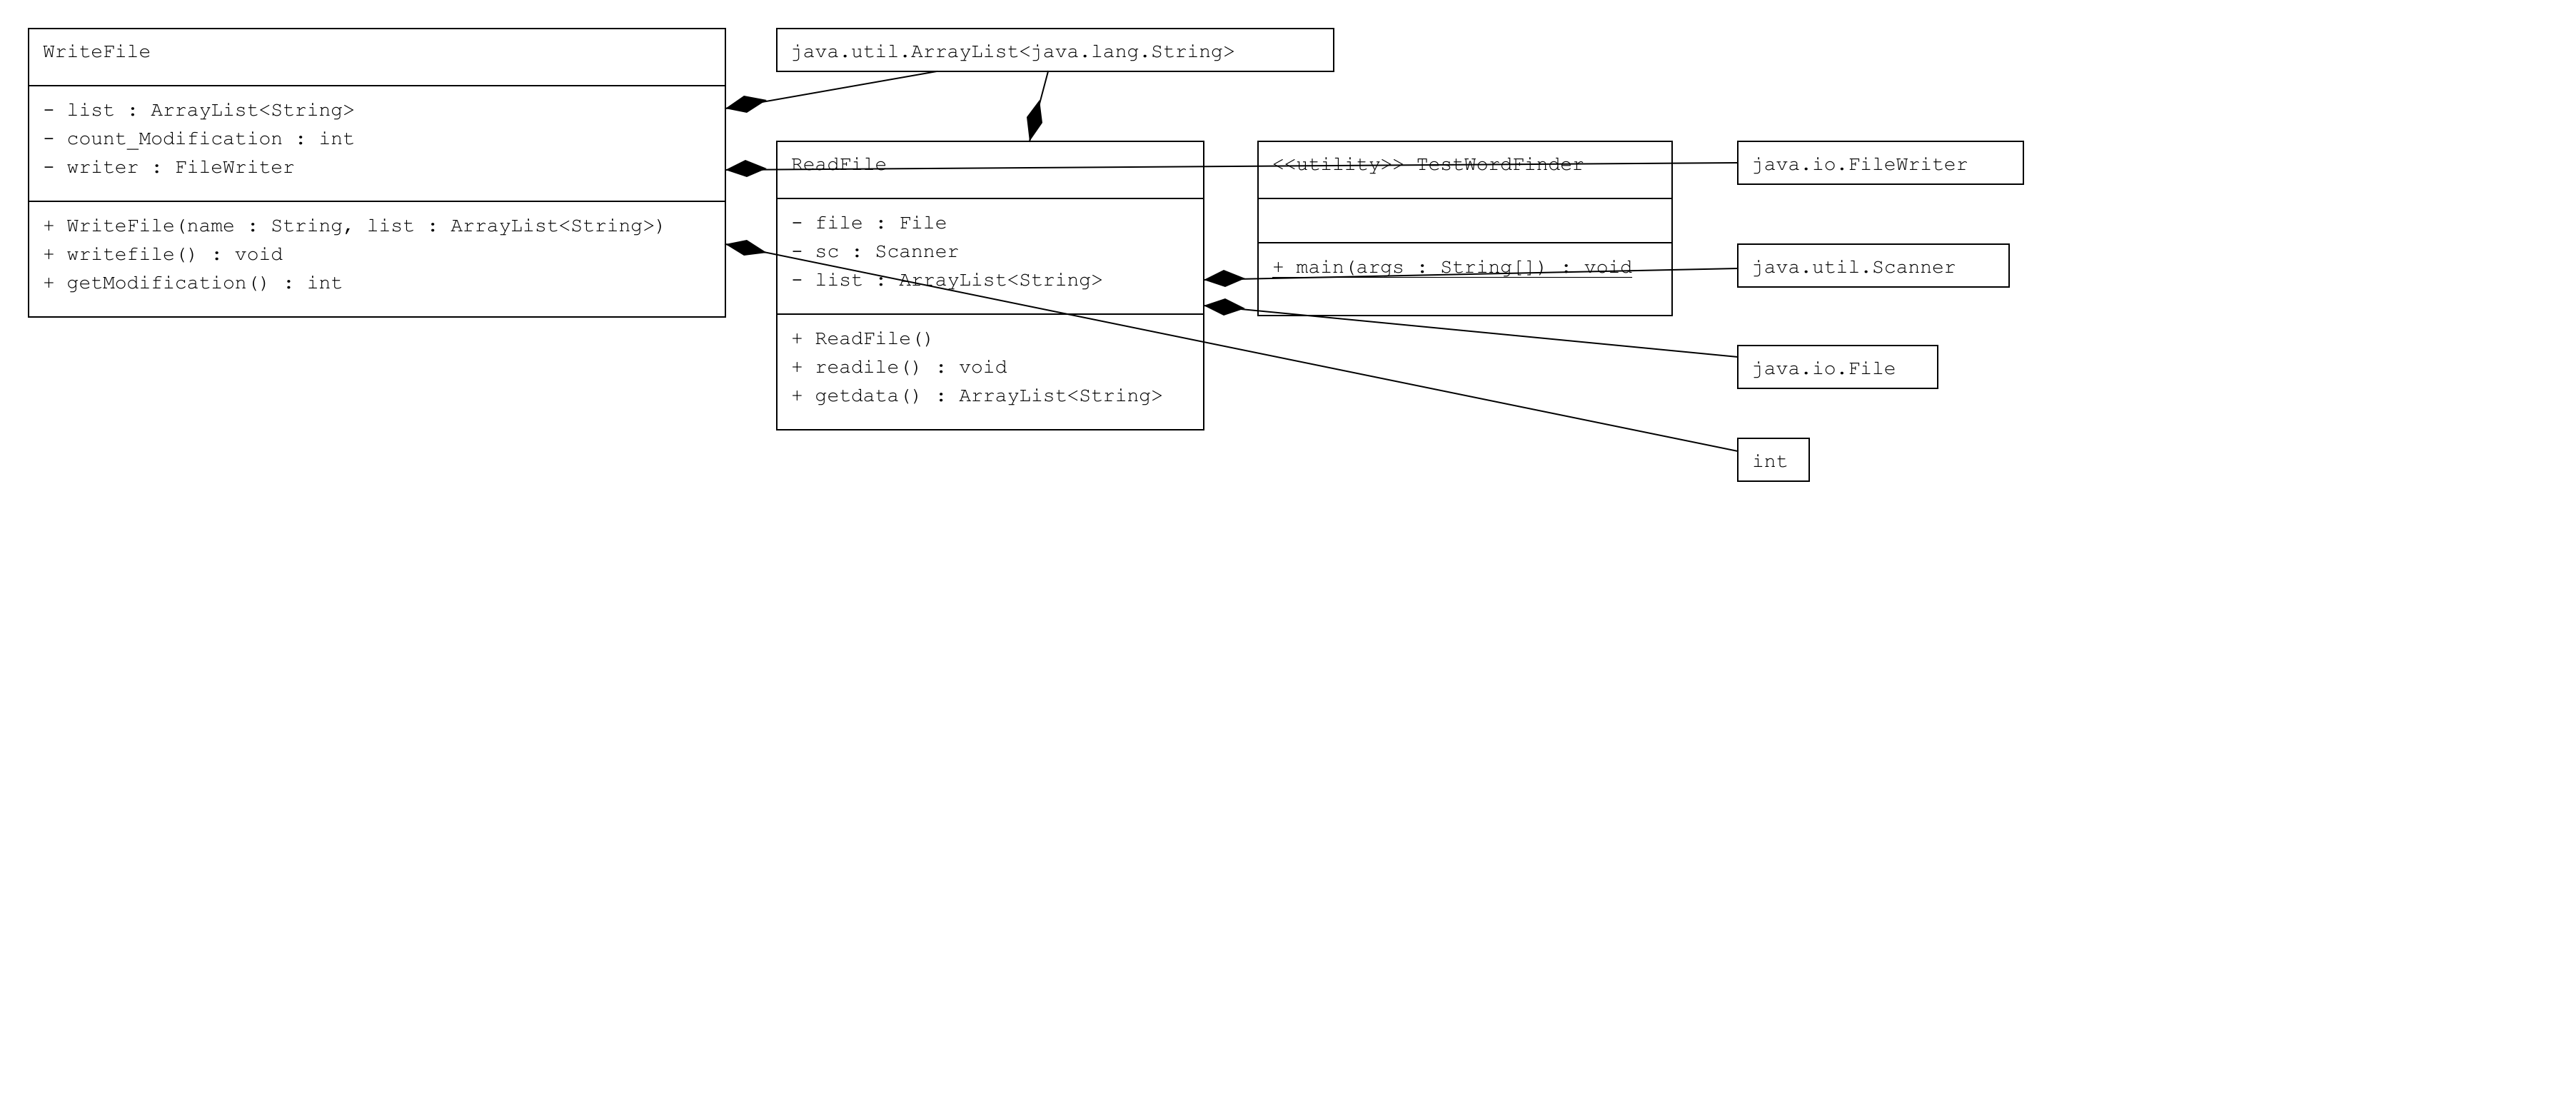 WriteFile
- list : ArrayList<String>
- count_Modification : int
- writer : FileWriter
+ WriteFile(name : String, list : ArrayList<String>)
+ writefile() : void
+ getModification() : int
java.util.ArrayList<java.lang.String>
ReadFile
- file : File
- sc : Scanner
- list : ArrayList<String>
+ ReadFile()
+ readile() : void
+ getdata() : ArrayList<String>
<<utility>> TestWordFinder
+ main(args : String[]) : void
java.io.FileWriter
java.util.Scanner
java.io.File
int